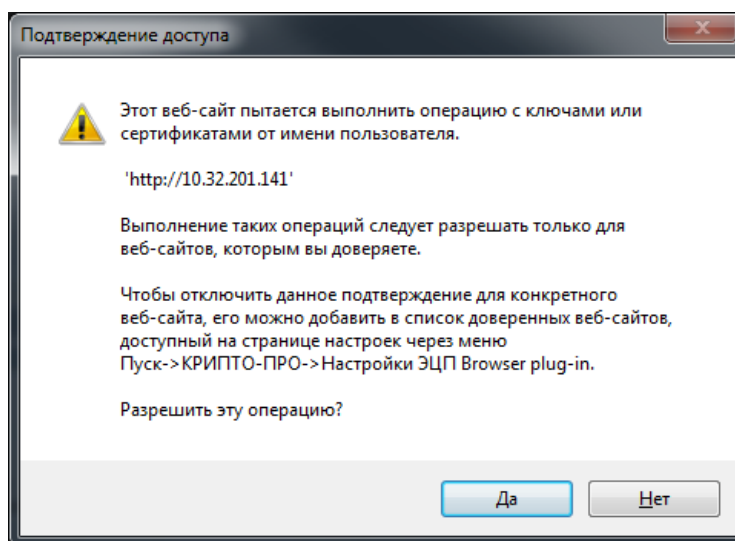 Подтверждение доступа
Этот веб-сайт пытается выполнить операцию с ключами или
сертификатами от имени пользователя.
'http://10.32.201.141'
Выполнение таких операций следует разрешать только для
веб-сайтов, которым вы доверяете.
Чтобы отключить данное подтверждение для конкретного
веб-сайта, его можно добавить в список доверенных веб-сайтов,
доступный на странице настроек через меню
Пуск->КРИПТО-ПРО->Настройки ЭЦП Browser plug-in.
Разрешить эту операцию?
Да Нет